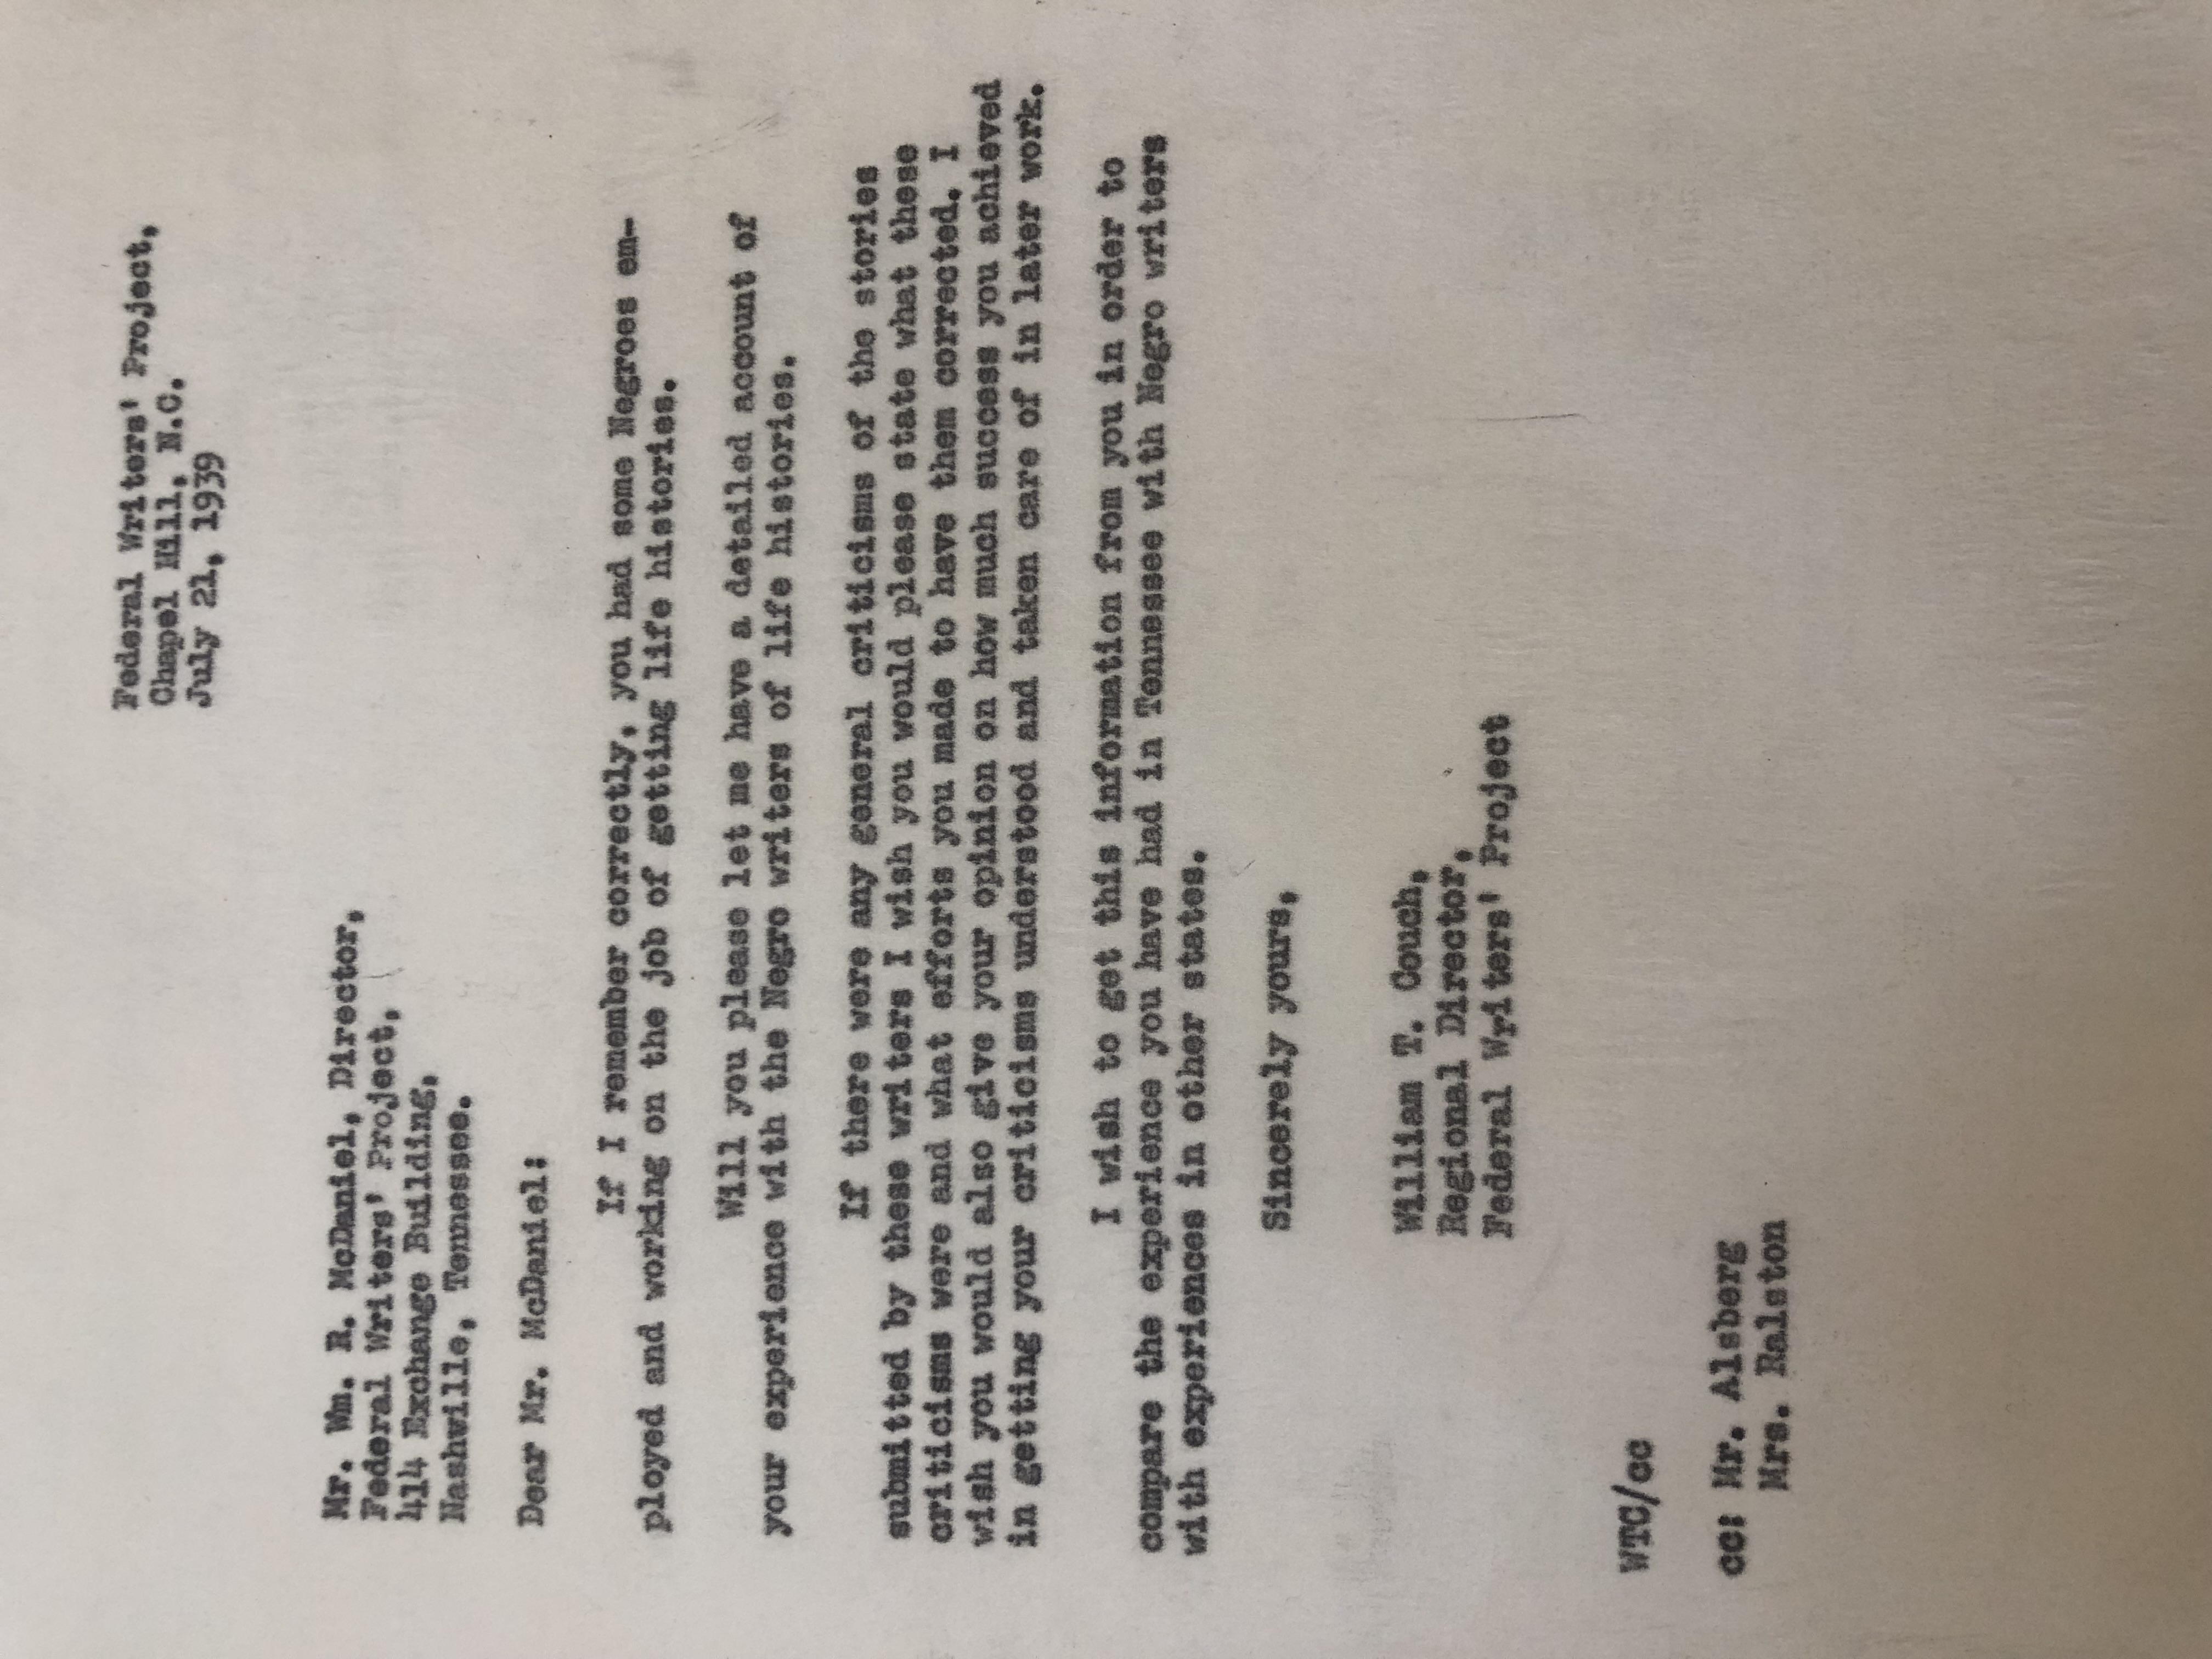 Federal Writers' Project,
Chapel Hill, N.C.
July 21, 1939
Mr. Wm. R. McDaniel, Director,
Federal Writers' Project,
414 Exchange Building,
Nashville, Tennessee.
Dear Mr. McDaniel:
If I remember correctly, you had some Negroes em-
ployed and working on the job of getting life histories.
Will you please let me have a detailed account of
your experience with the Negro writers of life histories.
If there were any general criticisms of the stories
submitted by these writers I wish you would please state what these
criticisms were and what efforts you made to have them corrected. I
wish you would also give your opinion on how much success you achieved
in getting your criticisms understood and taken care of in later work.
I wish to get this information from you in order to
compare the experience you have had in Tennessee with Negro writers
with experiences in other states.
Sincerely yours,
William T. Couch,
Regional Director,
Federal Writers' Project
WTC/cc
cc: Mr. Alsberg
Mrs. Ralston